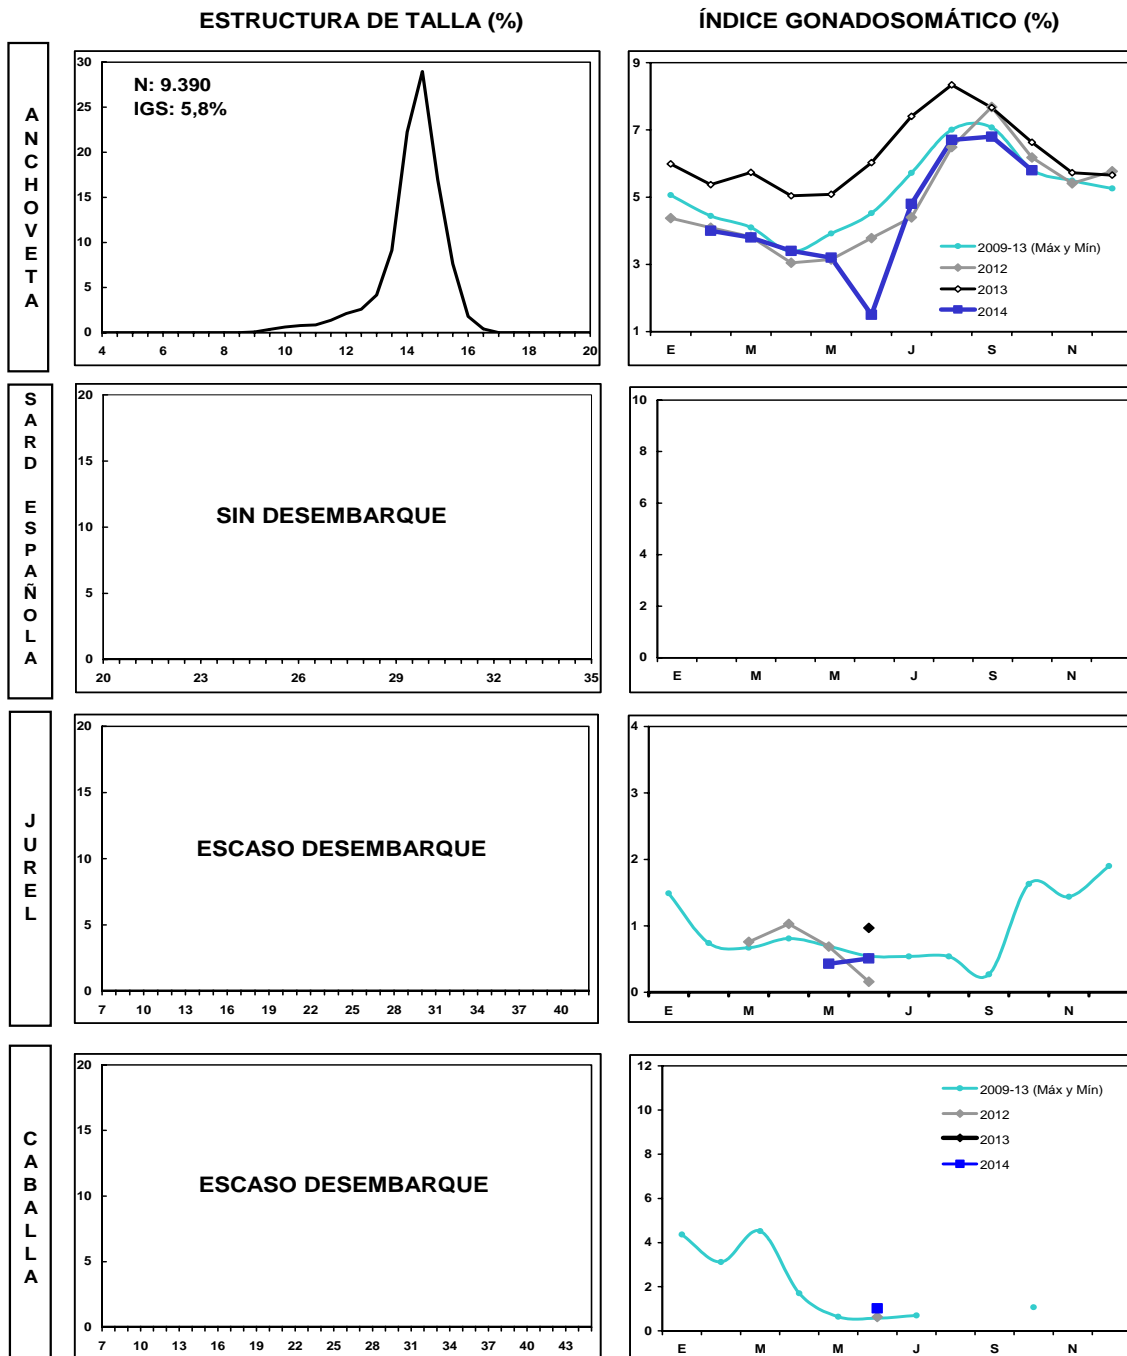 ESTRUCTURA DE TALLA (%)
ÍNDICE GONADOSOMÁTICO (%)
ANCHOVETA
N: 9.390
IGS: 5,8%
30
25
20
15
10
5
0
4 6 8 10 12 14 16 18 20
9
7
5
3
1
E M M J S N
2009-13 (Máx y Mín)
2012
2013
2014
SARD ESPAÑOLA
20
15
10
5
0
SIN DESEMBARQUE
20 23 26 29 32 35
10
8
6
4
2
0
E M M J S N
JUREL
20
15
10
5
0
ESCASO DESEMBARQUE
7 10 13 16 19 22 25 28 31 34 37 40
4
3
2
1
0
E M M J S N
CABALLA
20
15
10
5
0
ESCASO DESEMBARQUE
7 10 13 16 19 22 25 28 31 34 37 40 43
12
10
8
6
4
2
0
E M M J S N
2009-13 (Máx y Mín)
2012
2013
2014